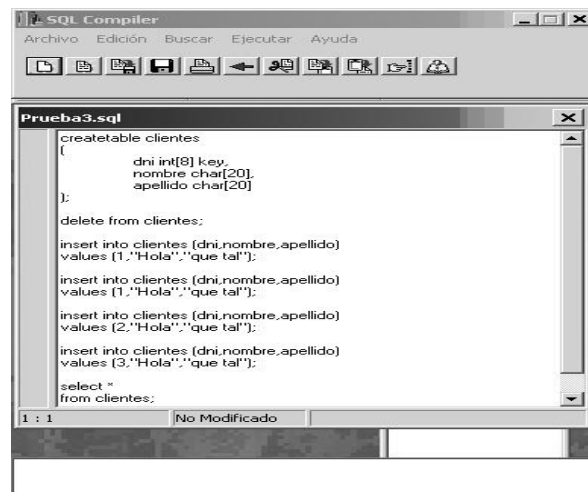 SQL Compiler
Archivo Edición Buscar Ejecutar Ayuda
Prueba3.sql
createtable clientes
(
dni int[8] key,
nombre char[20],
apellido char[20]
);
delete from clientes;
insert into clientes (dni,nombre,apellido)
values (1,"Hola","que tal");
insert into clientes (dni,nombre,apellido)
values (1,"Hola","que tal");
insert into clientes (dni,nombre,apellido)
values (2,"Hola","que tal");
insert into clientes (dni,nombre,apellido)
values (3,"Hola","que tal");
select *
from clientes;
1 : 1 No Modificado